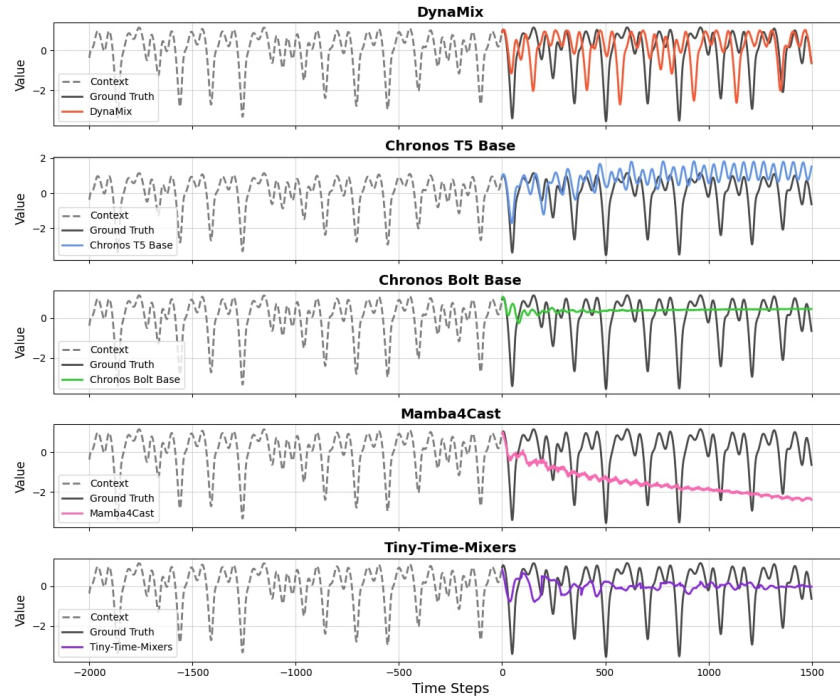 DynaMix
Value
0
−2
Context
Ground Truth
DynaMix
Chronos T5 Base
Value
2
0
−2
Context
Ground Truth
Chronos T5 Base
Chronos Bolt Base
Value
0
−2
Context
Ground Truth
Chronos Bolt Base
Mamba4Cast
Value
0
−2
Context
Ground Truth
Mamba4Cast
Tiny-Time-Mixers
Value
0
−2
Context
Ground Truth
Tiny-Time-Mixers
−2000 −1500 −1000 −500 0 500 1000 1500
Time Steps